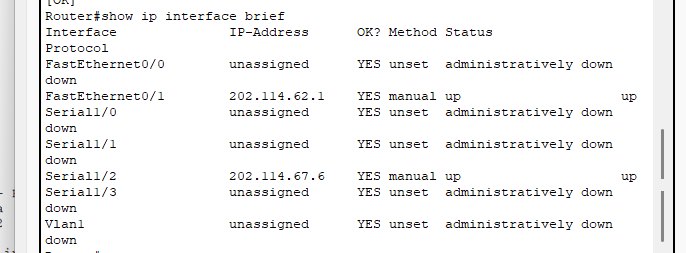 [OK]
Router#show ip interface brief
Interface IP-Address OK? Method Status
Protocol
FastEthernet0/0 unassigned YES unset administratively down
down
FastEthernet0/1 202.114.62.1 YES manual up up
Serial1/0 unassigned YES unset administratively down
down
Serial1/1 unassigned YES unset administratively down
down
Serial1/2 202.114.67.6 YES manual up up
Serial1/3 unassigned YES unset administratively down
down
Vlan1 unassigned YES unset administratively down
down